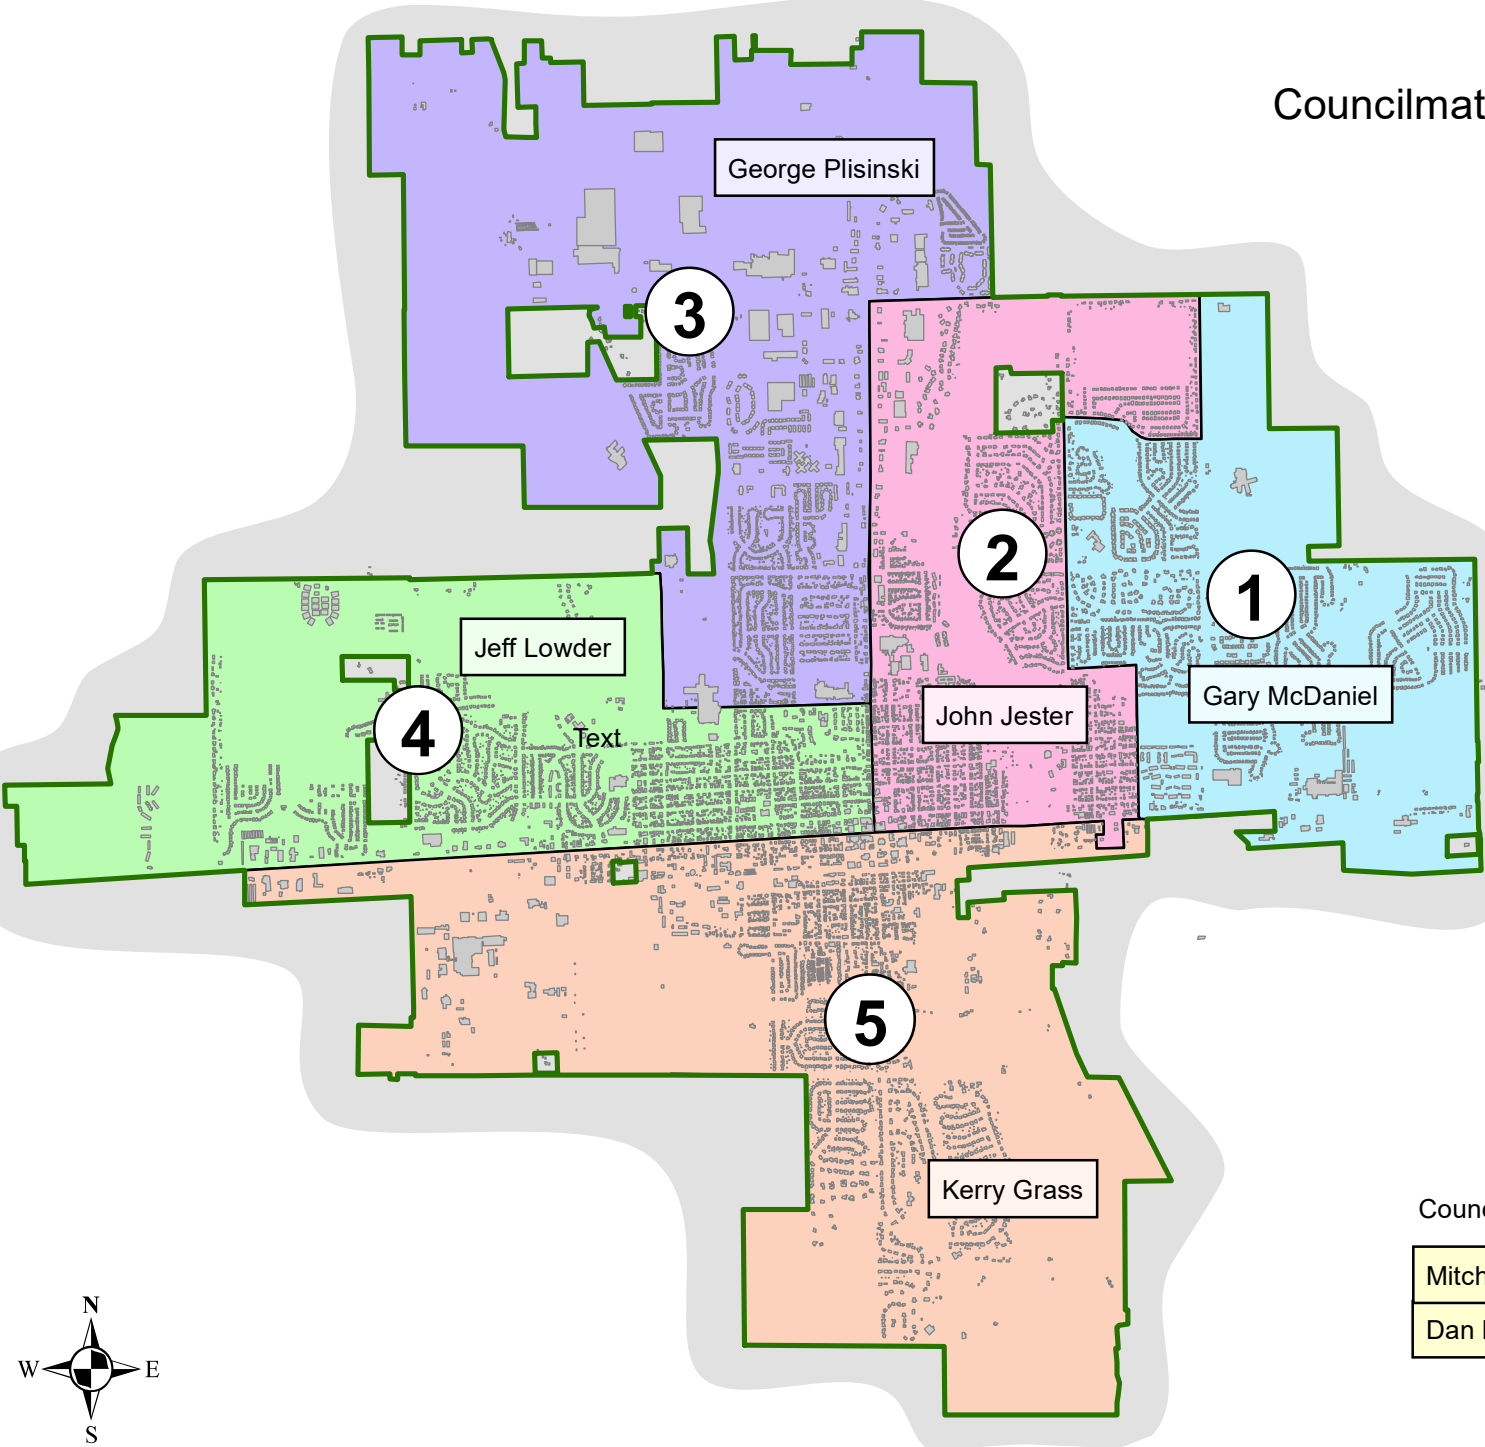 Councilmat
George Plisinski
3
2
1
Jeff Lowder
Gary McDaniel
John Jester
4
Text
5
Kerry Grass
Counc
Mitch
Dan
N
W E
S